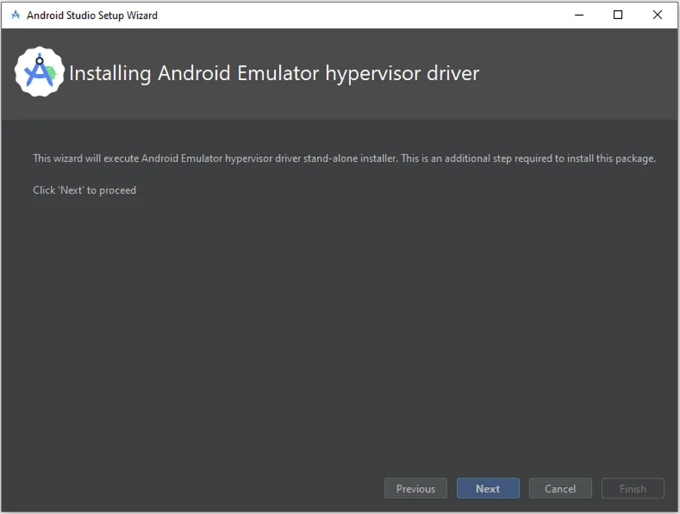 Android Studio Setup Wizard
Installing Android Emulator hypervisor driver
This wizard will execute Android Emulator hypervisor driver stand-alone installer. This is an additional step required to install this package.
Click 'Next' to proceed
Previous
Next
Cancel
Finish